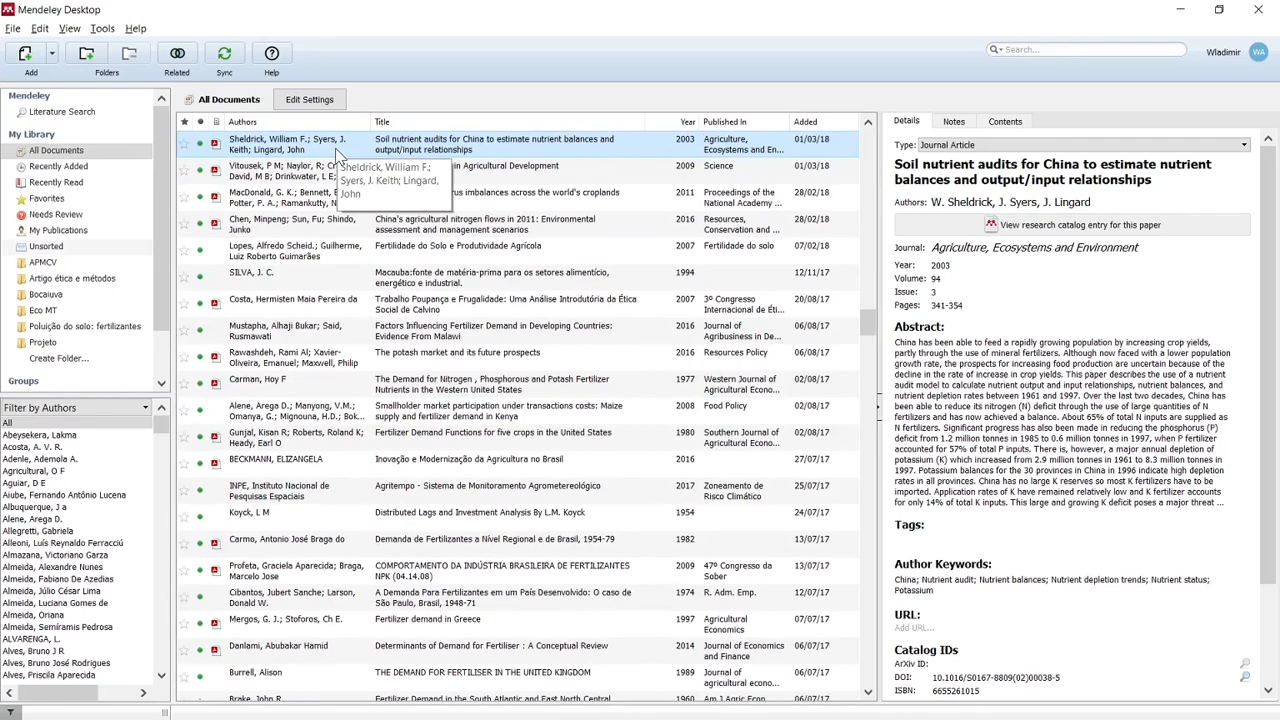 Mendeley Desktop
File Edit View Tools Help
Search...
Wladimir WA
Add Folders Related Sync Help
Mendeley
Literature Search
My Library
All Documents
Recently Added
Recently Read
Favorites
Needs Review
My Publications
Unsorted
APMCV
Artigo ética e métodos
Bocaiuva
Eco MT
Poluição do solo: fertilizantes
Projeto
Create Folder...
Groups
Filter by Authors
All
Abeysekera, Lakma
Acosta, A. V. R.
Adenle, Ademola A.
Agricultural, O F
Aguiar, D E
Aiube, Fernando Antônio Lucena
Albuquerque, J a
Alene, Arega D.
Allegretti, Gabriela
Alleoni, Luís Reynaldo Ferracciú
Almazana, Victoriano Garza
Almeida, Alexandre Nunes
Almeida, Fabiano De Azedias
Almeida, Júlio César Lima
Almeida, Luciana Gomes de
Almeida, Oriana
Almeida, Semíramis Pedrosa
ALVARENGA, L.
Alves, Bruno J R
Alves, Bruno José Rodrigues
Alves, Priscila Aparecida
All Documents Edit Settings
Authors Title Year Published In Added
Sheldrick, William F.; Syers, J. Soil nutrient audits for China to estimate nutrient balances and 2003 Agriculture, 01/03/18
Keith; Lingard, John output/input relationships Ecosystems and En...
Vitousek, P M; Naylor, R; Cr in Agricultural Development 2009 Science 01/03/18
David, M B; Drinkwater, L E;
Sheldrick, William F.;
Syers, J. Keith; Lingard,
John
MacDonald, G. K.; Bennett, rus imbalances across the world's croplands 2011 Proceedings of the 28/02/18
Potter, P. A.; Ramankutty, National Academy ...
Chen, Minpeng; Sun, Fu; Shindo, China's agricultural nitrogen flows in 2011: Environmental 2016 Resources, 28/02/18
Junko assessment and management scenarios Conservation and ...
Lopes, Alfredo Scheid.; Guilherme, Fertilidade do Solo e Produtividade Agrícola 2007 Fertilidade do solo 07/02/18
Luiz Roberto Guimarães
SILVA, J. C. Macauba:fonte de matéria-prima para os setores alimentício, 1994 12/11/17
energético e industrial.
Costa, Hermisten Maia Pereira da Trabalho Poupança e Frugalidade: Uma Análise Introdutória da Ética 2007 3º Congresso 20/08/17
Social de Calvino Internacional de Éti...
Mustapha, Alhaji Bukar; Said, Factors Influencing Fertilizer Demand in Developing Countries: 2016 Journal of 06/08/17
Rusmawati Evidence From Malawi Agribusiness in De...
Rawashdeh, Rami Al; Xavier- The potash market and its future prospects 2016 Resources Policy 06/08/17
Oliveira, Emanuel; Maxwell, Philip
Carman, Hoy F The Demand for Nitrogen , Phosphorous and Potash Fertilizer 1977 Western Journal of 02/08/17
Nutrients in the Western United States Agricultural Econo...
Alene, Arega D.; Manyong, V.M.; Smallholder market participation under transactions costs: Maize 2008 Food Policy 02/08/17
Omanya, G.; Mignouna, H.D.; Bok... supply and fertilizer demand in Kenya
Gunjal, Kisan R; Roberts, Roland K; Fertilizer Demand Functions for five crops in the United States 1980 Southern Journal of 02/08/17
Heady, Earl O Agricultural Econo...
BECKMANN, ELIZANGELA Inovação e Modernização da Agricultura no Brasil 2016 27/07/17
INPE, Instituto Nacional de Agritempo - Sistema de Monitoramento Agrometereológico Zoneamento de 25/07/17
Pesquisas Espaciais Risco Climático
Koyck, L M Distributed Lags and Investment Analysis By L.M. Koyck 1954 24/07/17
Carmo, Antonio José Braga do Demanda de Fertilizantes a Nível Regional e de Brasil, 1954-79 1982 13/07/17
Profeta, Graciela Aparecida; Braga, COMPORTAMENTO DA INDÚSTRIA BRASILEIRA DE FERTILIZANTES 2009 47º Congresso da 13/07/17
Marcelo Jose NPK (04.14.08) Sober
Cibantos, Jubert Sanche; Larson, A Demanda Para Fertilizantes em um País Desenvolvido: O caso de 1974 R. Adm. Emp. 12/07/17
Donald W. São Paulo, Brasil, 1948-71
Mergos, G. J.; Stoforos, Ch E. Fertilizer demand in Greece 1997 Agricultural 06/07/17
Economics
Danlami, Abubakar Hamid Determinants of Demand for Fertiliser : A Conceptual Review 2014 Journal of Economics 06/07/17
and Finance
Burrell, Alison THE DEMAND FOR FERTILIZER IN THE UNITED KINGDOM 1989 Journal of 06/07/17
agricultural econo...
Brake, John R Fertilizer Demand in the South Atlantic and East North Central 1960 Am J Agric Econ 06/07/17
Details Notes Contents
Type: Journal Article
Soil nutrient audits for China to estimate nutrient
balances and output/input relationships
Authors: W. Sheldrick, J. Syers, J. Lingard
View research catalog entry for this paper
Journal: Agriculture, Ecosystems and Environment
Year: 2003
Volume: 94
Issue: 3
Pages: 341-354
Abstract:
China has been able to feed a rapidly growing population by increasing crop yields,
partly through the use of mineral fertilizers. Although now faced with a lower population
growth rate, the prospects for increasing food production are uncertain because of the
decline in the rate of increase in crop yields. This paper describes the use of a nutrient
audit model to calculate nutrient output and input relationships, nutrient balances, and
nutrient depletion rates between 1961 and 1997. Over the last two decades, China has
been able to reduce its nitrogen (N) deficit through the use of large quantities of N
fertilizers and has now achieved a balance. About 65% of total N inputs are supplied as
N fertilizers. Significant progress has also been made in reducing the phosphorus (P)
deficit from 1.2 million tonnes in 1985 to 0.6 million tonnes in 1997, when P fertilizer
accounted for 57% of total P inputs. There is, however, a major annual depletion of
potassium (K) which increased from 2.9 million tonnes in 1961 to 8.3 million tonnes in
1997. Potassium balances for the 30 provinces in China in 1996 indicate high depletion
rates in all provinces. China has no large K reserves so most K fertilizers have to be
imported. Application rates of K have remained relatively low and K fertilizer accounts
for only 14% of total K inputs. This large and growing K deficit poses a major threat ...
Tags:
Author Keywords:
China; Nutrient audit; Nutrient balances; Nutrient depletion trends; Nutrient status;
Potassium
URL:
Add URL...
Catalog IDs
ArXiv ID:
DOI: 10.1016/S0167-8809(02)00038-5
ISBN: 6655261015